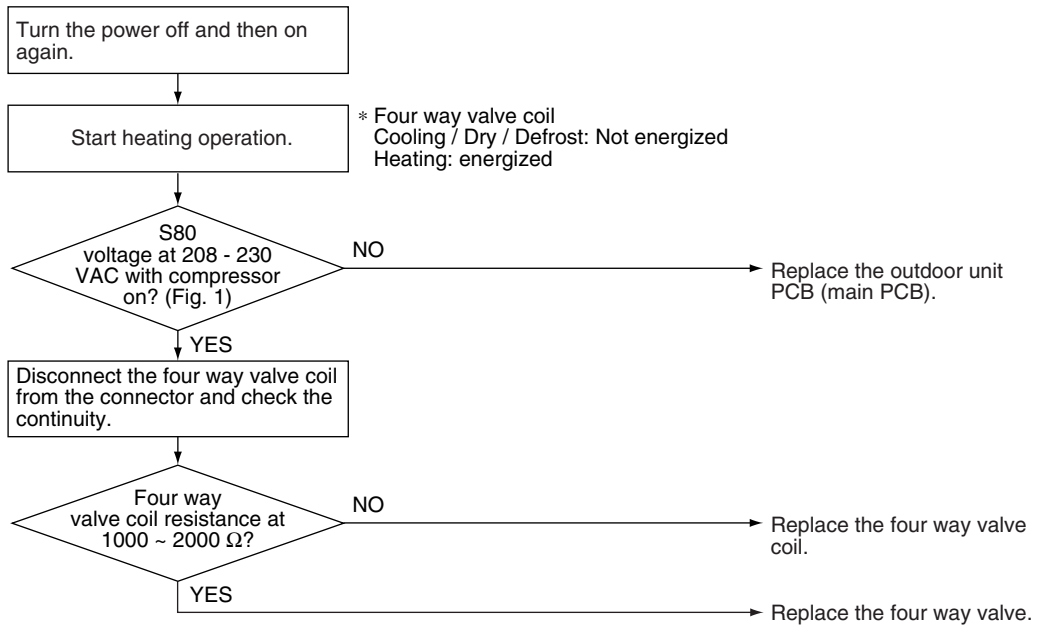 Turn the power off and then on
again.
Start heating operation.
* Four way valve coil
Cooling / Dry / Defrost: Not energized
Heating: energized
S80
voltage at 208 - 230
VAC with compressor
on? (Fig. 1)
NO
Replace the outdoor unit
PCB (main PCB).
YES
Disconnect the four way valve coil
from the connector and check the
continuity.
Four way
valve coil resistance at
1000 ~ 2000 Ω?
NO
Replace the four way valve
coil.
YES
Replace the four way valve.